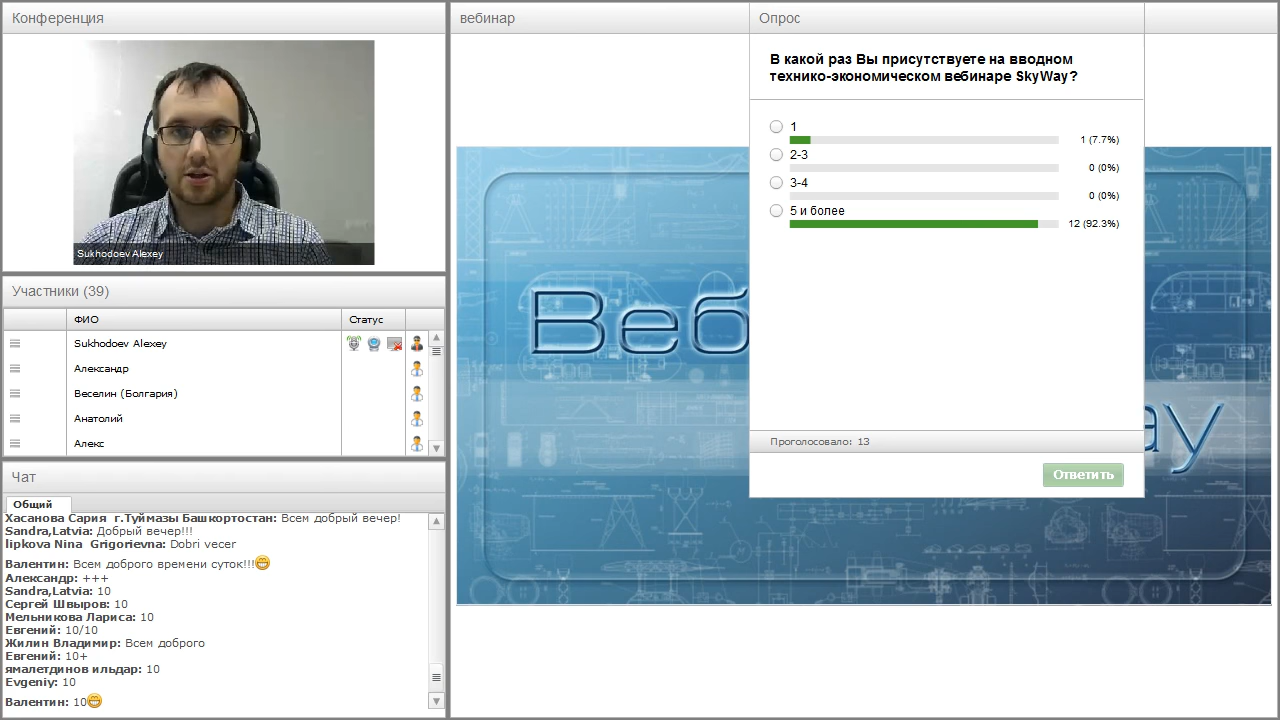 Конференция
Sukhodoev Alexey
Участники (39)
ФИО Статус
Sukhodoev Alexey
Александр
Веселин (Болгария)
Анатолий
Алекс
Чат
Общий
Хасанова Сария г.Туймазы Башкортостан: Всем добрый вечер!
Sandra,Latvia: Добрый вечер!!!
lipkova Nina Grigorievna: Dobri vecer
Валентин: Всем доброго времени суток!!!
Александр: +++
Sandra,Latvia: 10
Сергей Швыров: 10
Мельникова Лариса: 10
Евгений: 10/10
Жилин Владимир: Всем доброго
Евгений: 10+
ямалетдинов ильдар: 10
Evgeniy: 10
Валентин: 10
вебинар
Веб
ay
Опрос
В какой раз Вы присутствуете на вводном
технико-экономическом вебинаре SkyWay?
1
1 (7.7%)
2-3
0 (0%)
3-4
0 (0%)
5 и более
12 (92.3%)
Проголосовало: 13
Ответить